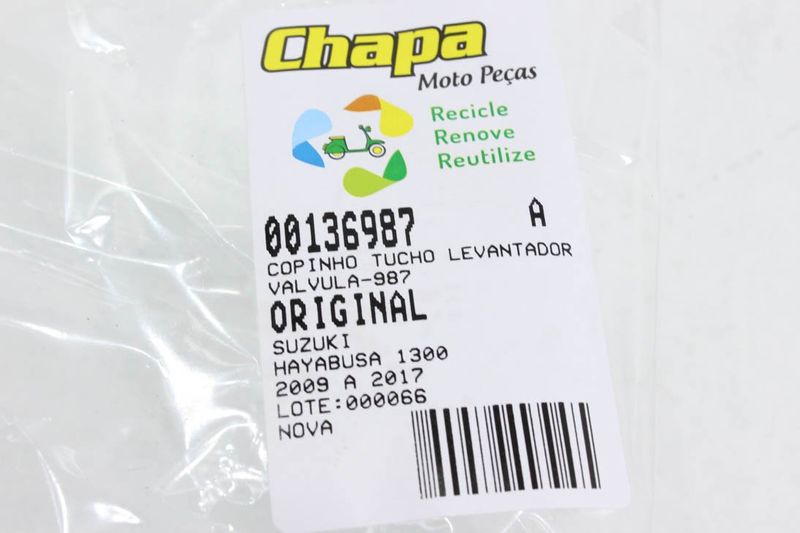 Chapa
Moto Peças
Recicle
Renove
Reutilize
00136987 A
COPINHO TUCHO LEVANTADOR
VALVULA-987
ORIGINAL
SUZUKI
HAYABUSA 1300
2009 A 2017
LOTE:000066
NOVA